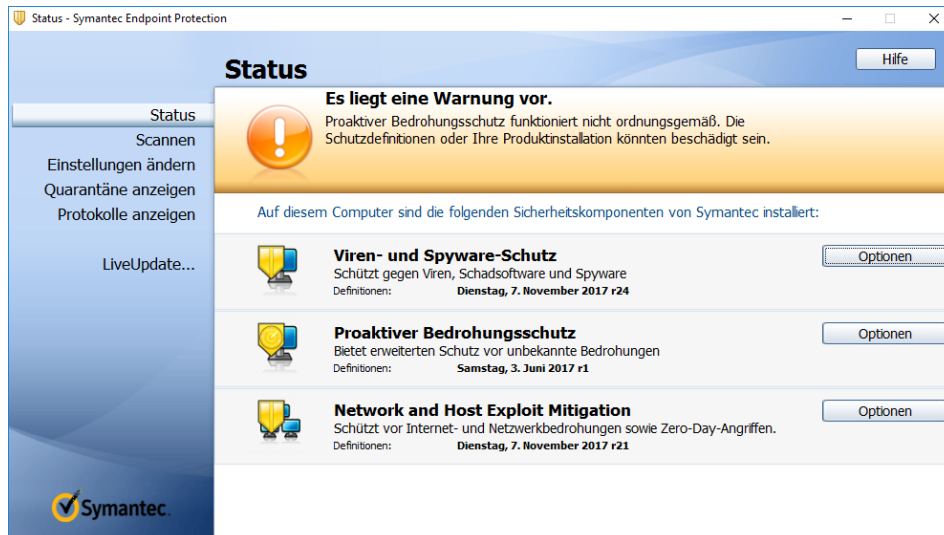 Status - Symantec Endpoint Protection
Hilfe
Status
Status
Scannen
Einstellungen ändern
Quarantäne anzeigen
Protokolle anzeigen
LiveUpdate...
Es liegt eine Warnung vor.
Proaktiver Bedrohungsschutz funktioniert nicht ordnungsgemäß. Die
Schutzdefinitionen oder Ihre Produktinstallation könnten beschädigt sein.
Auf diesem Computer sind die folgenden Sicherheitskomponenten von Symantec installiert:
Viren- und Spyware-Schutz
Optionen
Schützt gegen Viren, Schadsoftware und Spyware
Definitionen: Dienstag, 7. November 2017 r24
Proaktiver Bedrohungsschutz
Optionen
Bietet erweiterten Schutz vor unbekannte Bedrohungen
Definitionen: Samstag, 3. Juni 2017 r1
Network and Host Exploit Mitigation
Optionen
Schützt vor Internet- und Netzwerkbedrohungen sowie Zero-Day-Angriffen.
Definitionen: Dienstag, 7. November 2017 r21
Symantec.